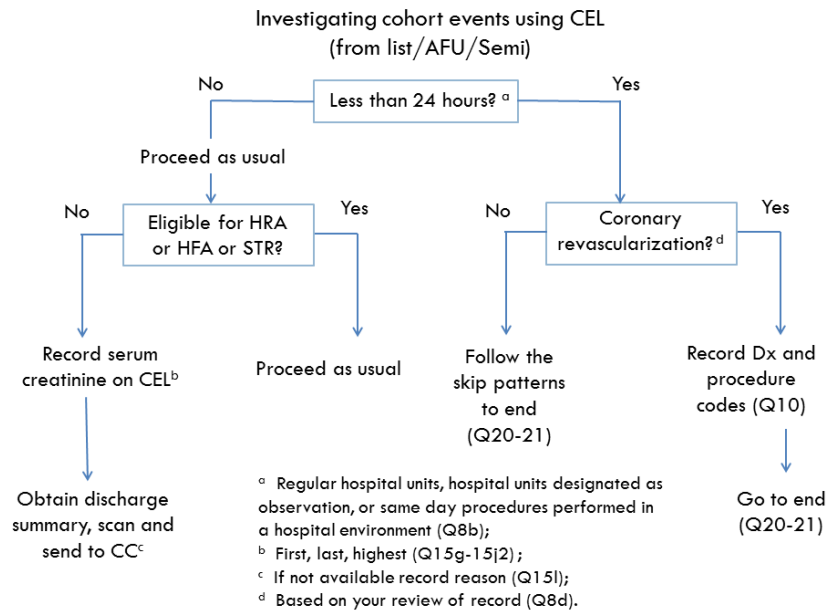 Investigating cohort events using CEL
(from list/AFU/Semi)
No
Less than 24 hours? a
Yes
Proceed as usual
No
Eligible for HRA
or HFA or STR?
Yes
No
Coronary
revascularization? d
Yes
Record serum
creatinine on CEL b
Proceed as usual
Follow the
skip patterns
to end
(Q20-21)
Record Dx and
procedure
codes (Q10)
Obtain discharge
summary, scan and
send to CC c
Go to end
(Q20-21)
a Regular hospital units, hospital units designated as
observation, or same day procedures performed in
a hospital environment (Q8b);
b First, last, highest (Q15g-15j2) ;
c If not available record reason (Q15l);
d Based on your review of record (Q8d).